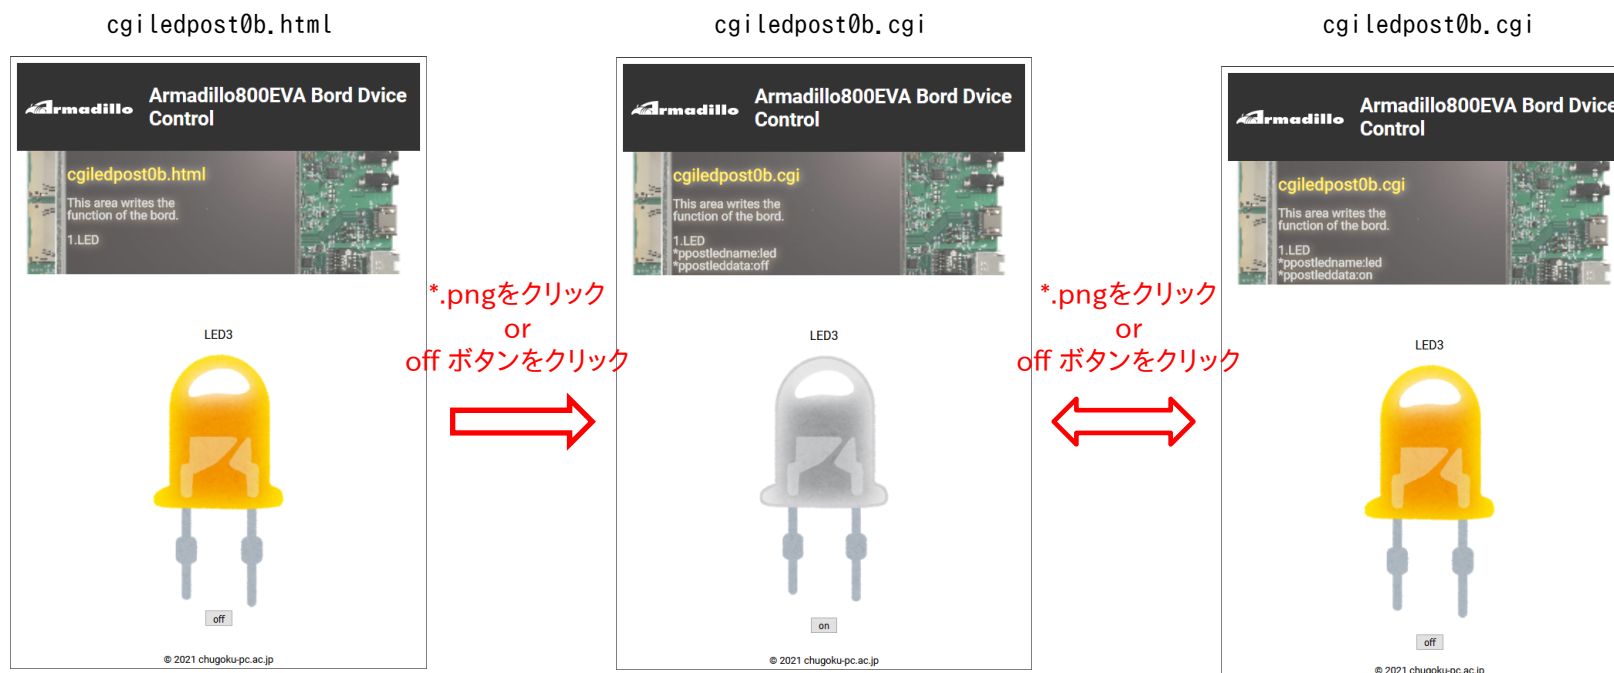 cgiledpost0b.html
Armadillo
Armadillo800EVA Bord Dvice
Control
cgiledpost0b.html
This area writes the
function of the bord.
1.LED
LED3
off
© 2021 chugoku-pc.ac.jp
*.pngをクリック
or
off ボタンをクリック
cgiledpost0b.cgi
Armadillo
Armadillo800EVA Bord Dvice
Control
cgiledpost0b.cgi
This area writes the
function of the bord.
1.LED
*ppostledname:led
*ppostleddata:off
LED3
on
© 2021 chugoku-pc.ac.jp
*.pngをクリック
or
off ボタンをクリック
cgiledpost0b.cgi
Armadillo
Armadillo800EVA Bord Dvice
Control
cgiledpost0b.cgi
This area writes the
function of the bord.
1.LED
*ppostledname:led
*ppostleddata:on
LED3
off
© 2021 chugoku-pc.ac.jp